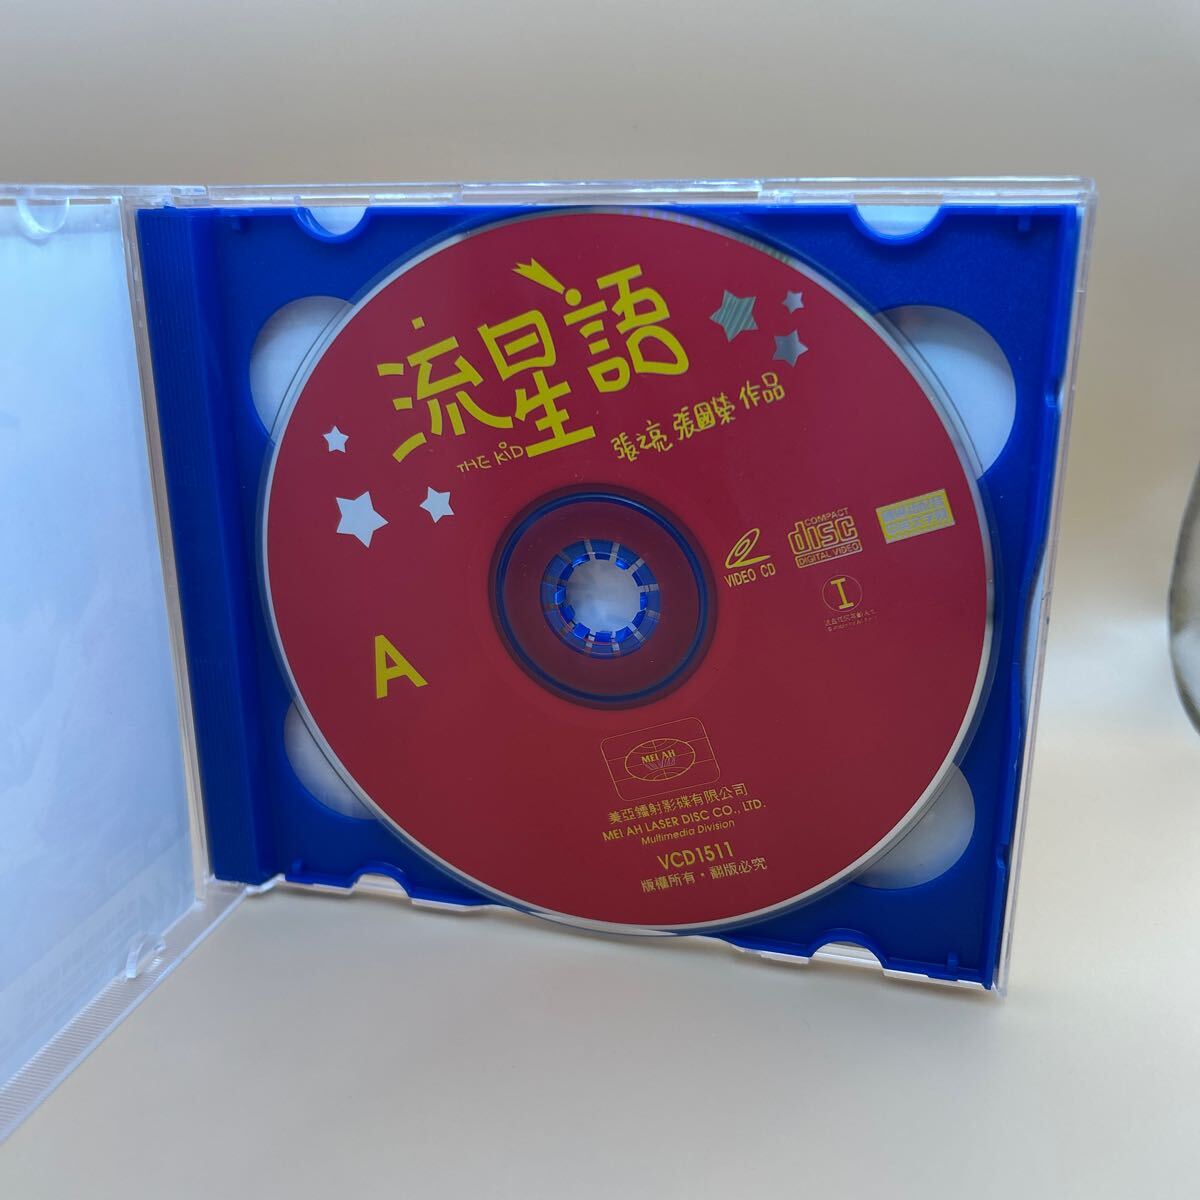 流星語
THE KiD
張之亮 張國榮 作品
VIDEO CD
COMPACT
disc
DIGITAL VIDEO
I
A
MEI AH
美亞鐳射影碟有限公司
MEI AH LASER DISC CO., LTD.
Multimedia Division
VCD1511
版權所有・翻版必究